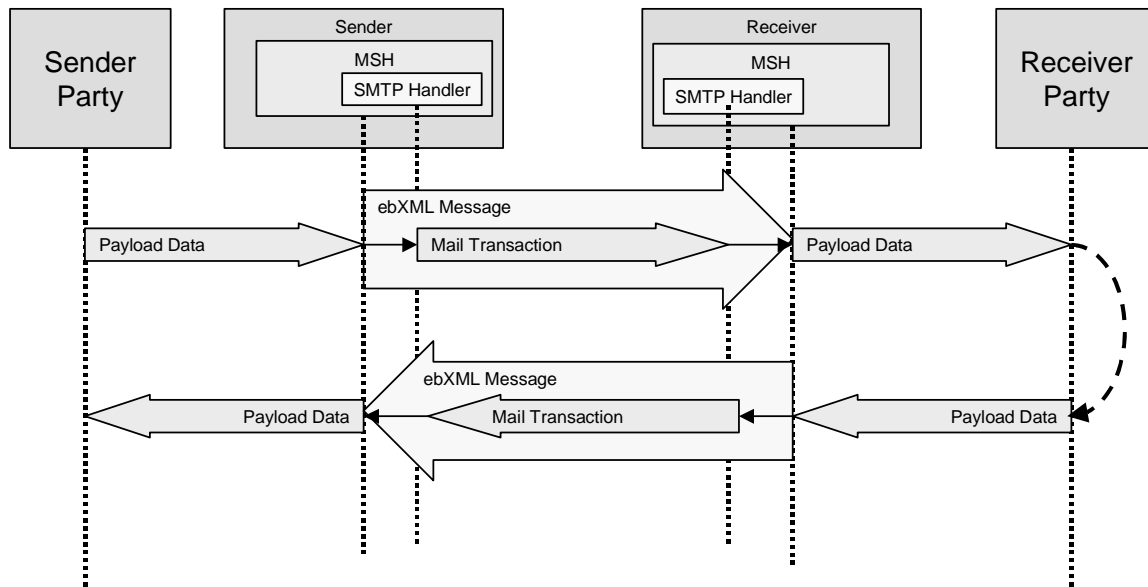 Sender
Party
Sender
MSH
SMTP Handler
Receiver
MSH
SMTP Handler
Receiver
Party
ebXML Message
Payload Data
Mail Transaction
Payload Data
ebXML Message
Payload Data
Mail Transaction
Payload Data